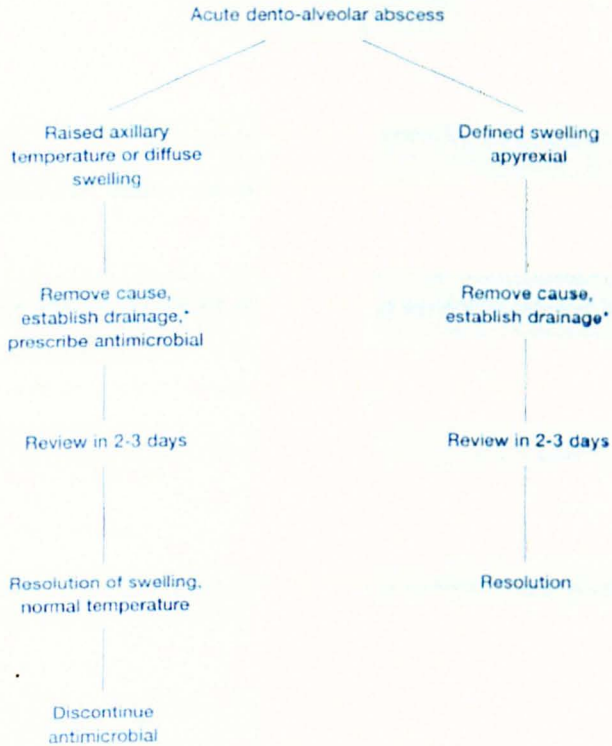 Acute dento-alveolar abscess
Raised axillary
temperature or diffuse
swelling
Defined swelling
apyrexial
Remove cause,
establish drainage,*
prescribe antimicrobial
Remove cause,
establish drainage*
Review in 2-3 days
Review in 2-3 days
Resolution of swelling,
normal temperature
Resolution
Discontinue
antimicrobial